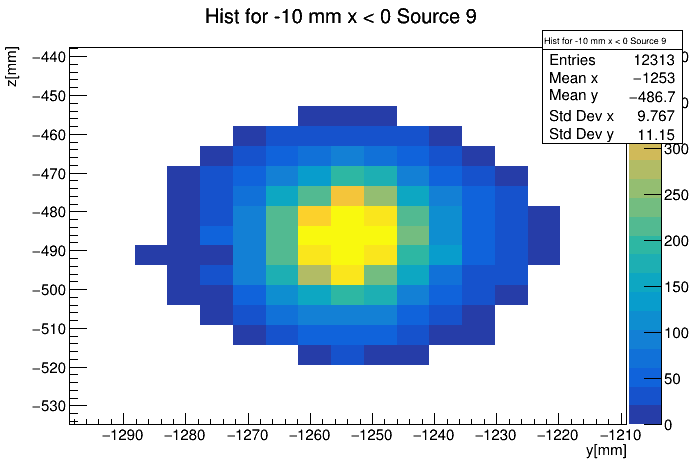 Hist for -10 mm x < 0 Source 9
Hist for -10 mm x < 0 Source 9
Entries 12313
Mean x −1253
Mean y −486.7
Std Dev x 9.767
Std Dev y 11.15
z[mm]
−440
−450
−460
−470
−480
−490
−500
−510
−520
−530
0
0
300
250
200
150
100
50
0
−1290 −1280 −1270 −1260 −1250 −1240 −1230 −1220 −1210
y[mm]